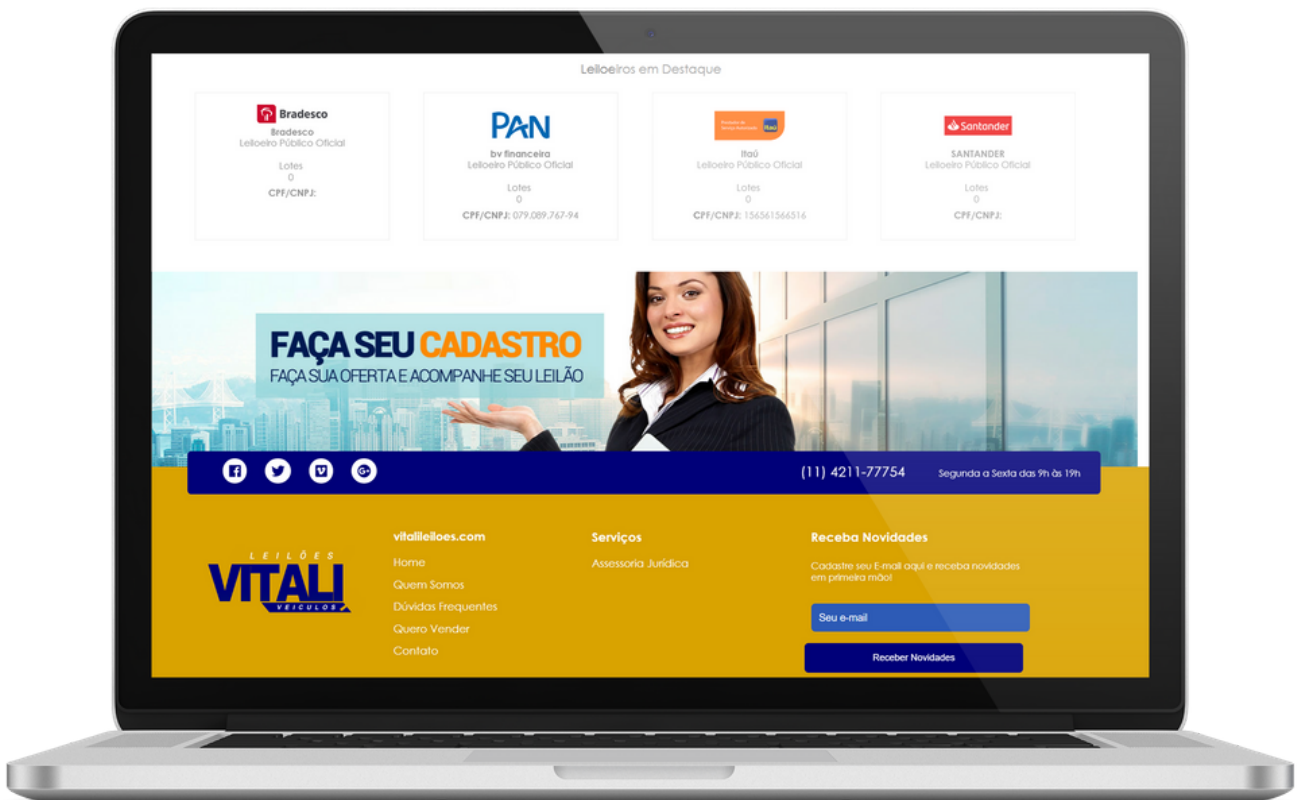 Leiloeiros em Destaque
Bradesco
Bradesco
Leiloeiro Público Oficial
Lotes
0
CPF/CNPJ:
PAN
bv financeira
Leiloeiro Público Oficial
Lotes
0
CPF/CNPJ: 079.089.767-94
Itaú
Itaú
Leiloeiro Público Oficial
Lotes
0
CPF/CNPJ: 156561566516
Santander
SANTANDER
Leiloeiro Público Oficial
Lotes
0
CPF/CNPJ:
FAÇA SEU CADASTRO
FAÇA SUA OFERTA E ACOMPANHE SEU LEILÃO
(11) 4211-77754
Segunda a Sexta das 9h às 19h
LEILÕES
VITALI
VEICULOS
vitalileiloes.com
Home
Quem Somos
Dúvidas Frequentes
Quero Vender
Contato
Serviços
Assessoria Jurídica
Receba Novidades
Cadastre seu E-mail aqui e receba novidades
em primeira mão!
Seu e-mail
Receber Novidades